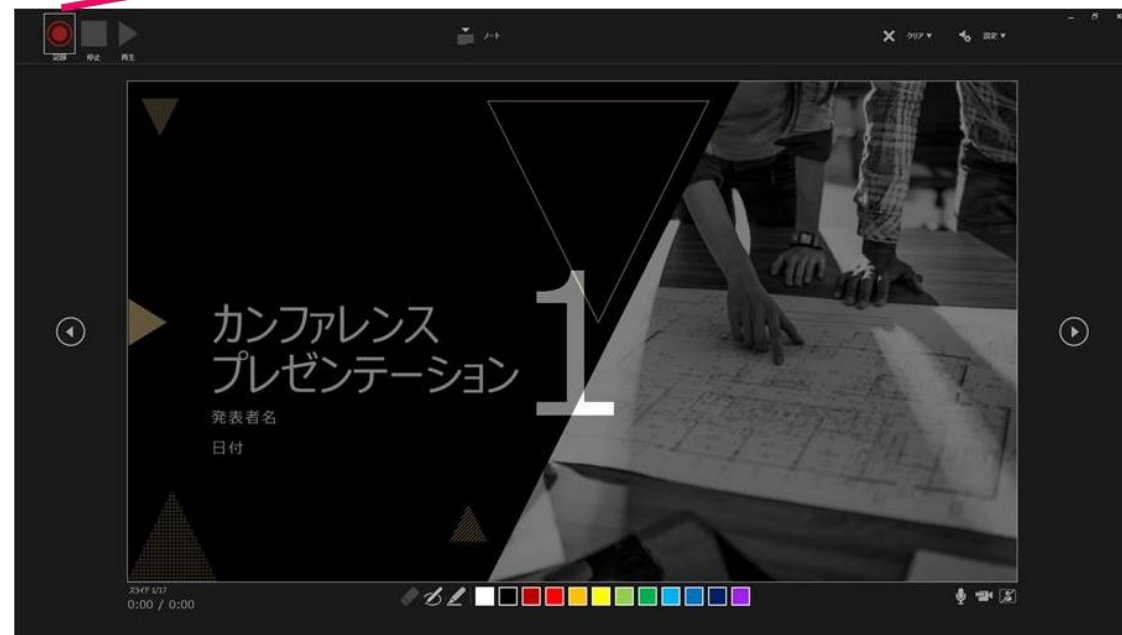 記録 停止 再生
ノート
クリア ▼ 設定 ▼
1
カンファレンス
プレゼンテーション
発表者名
日付
スライド 1/17
0:00 / 0:00